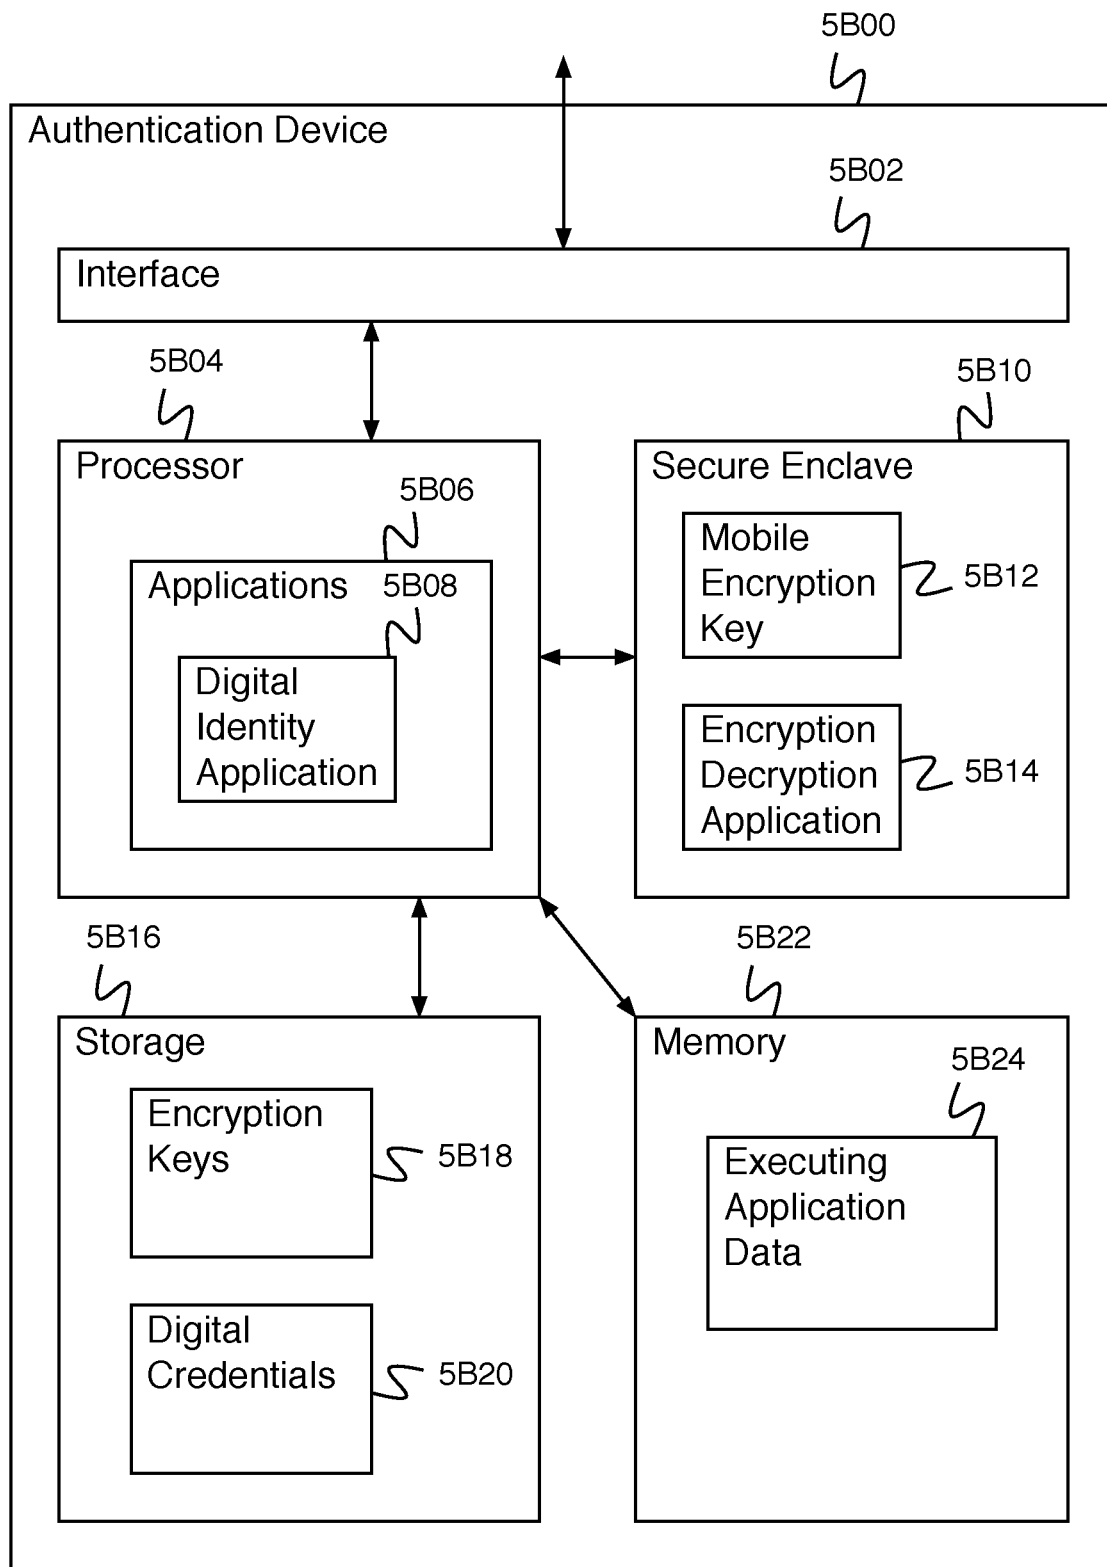 5B00
Authentication Device
5B02
Interface
5B04
5B10
Processor
Secure Enclave
5B06
Mobile
Encryption
Key
5B12
Applications
5B08
Digital
Identity
Application
Encryption
Decryption
Application
5B14
5B16
5B22
Storage
Memory
5B24
Encryption
Keys
5B18
Executing
Application
Data
Digital
Credentials
5B20